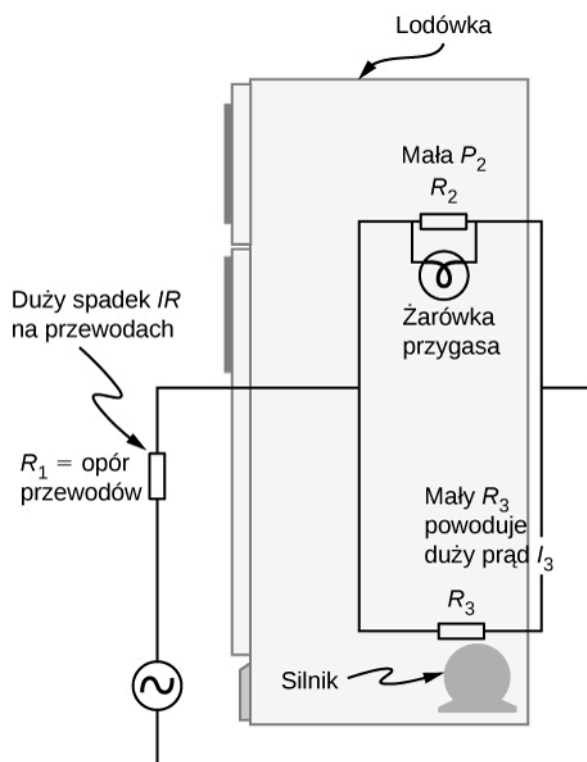 Lodówka
Mała P₂
R₂
Duży spadek IR
na przewodach
Żarówka
przygasa
R₁ = opór
przewodów
Mały R₃
powoduje
duży prąd I₃
R₃
Silnik